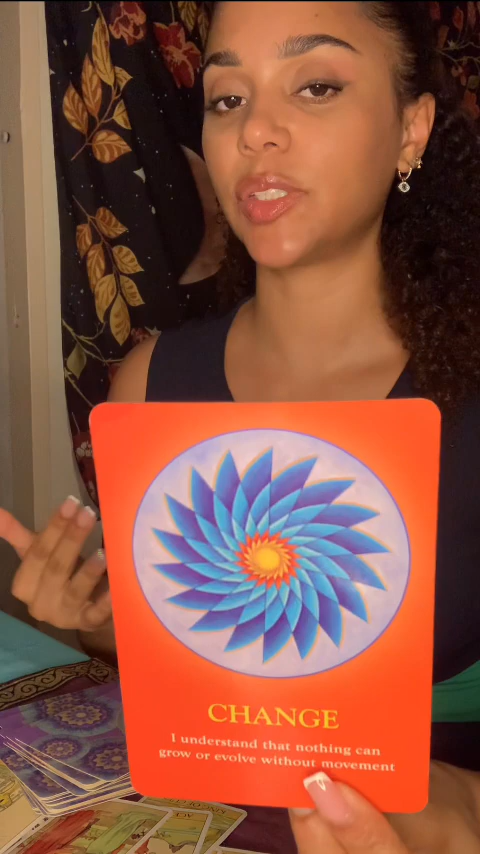 CHANGE
I understand that nothing can
grow or evolve without movement